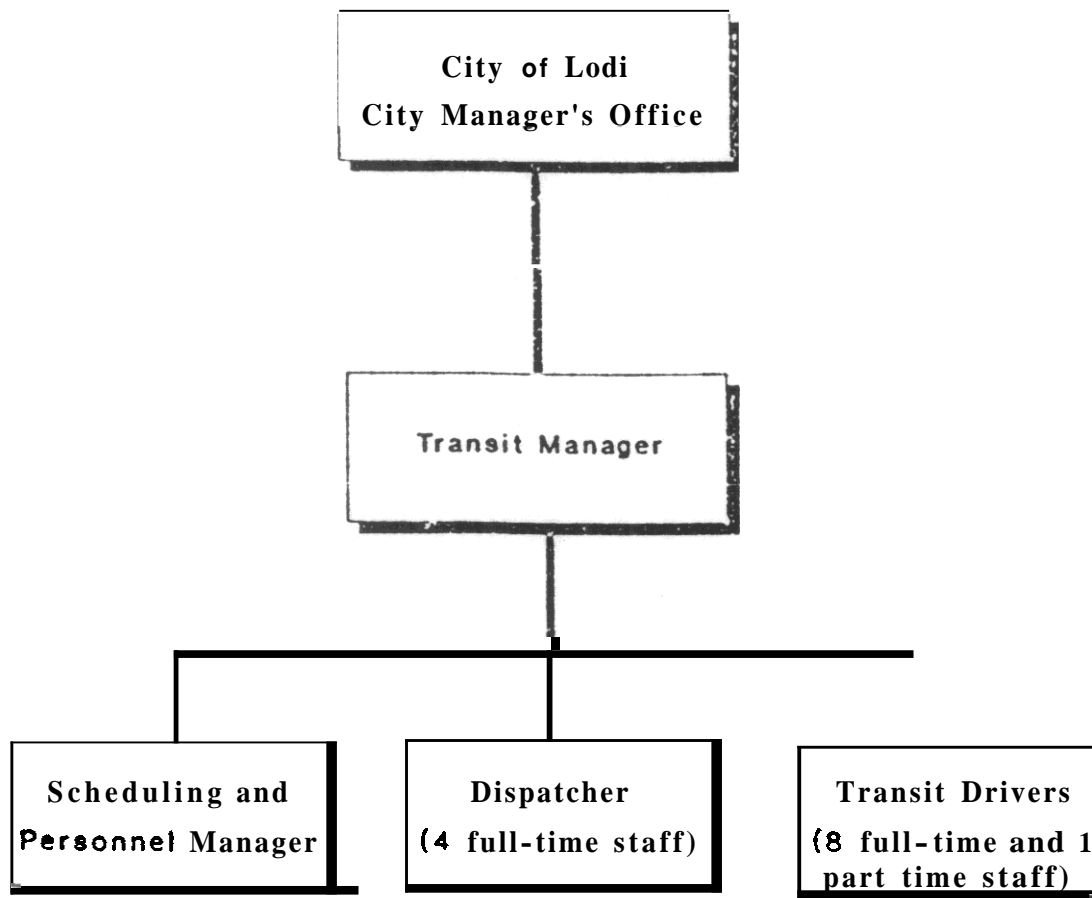 City of Lodi
City Manager's Office
Transit Manager
Scheduling and
Personnel Manager
Dispatcher
(4 full-time staff)
Transit Drivers
(8 full-time and 1
part time staff)